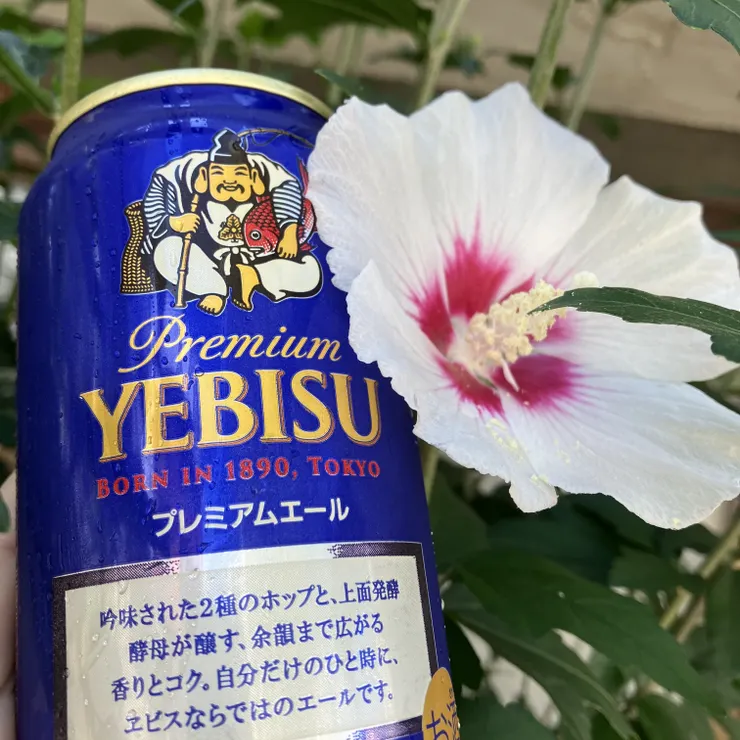 Premium
YEBISU
BORN IN 1890, TOKYO
プレミアムエール
吟味された2種のホップと、上面発酵
酵母が醸す、余韻まで広がる
香りとコク。自分だけのひと時に、
ヱビスならではのエールです。
お酒